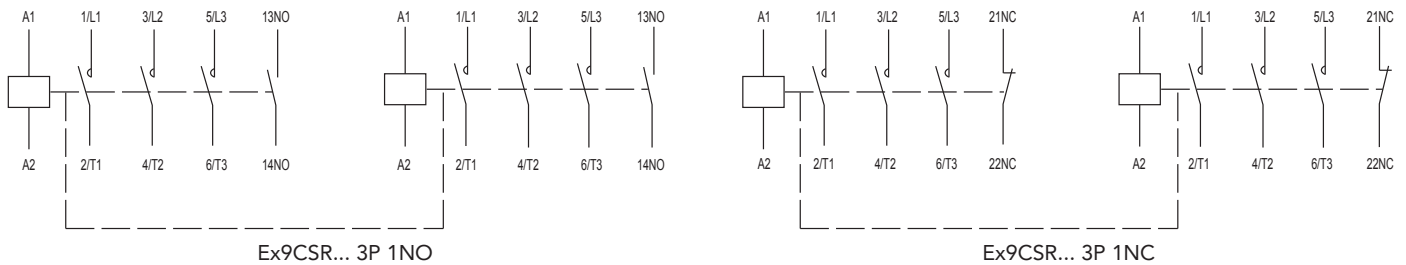 A1 1/L1 3/L2 5/L3 13NO A1 1/L1 3/L2 5/L3 13NO A1 1/L1 3/L2 5/L3 21NC A1 1/L1 3/L2 5/L3 21NC
A2 2/T1 4/T2 6/T3 14NO A2 2/T1 4/T2 6/T3 14NO A2 2/T1 4/T2 6/T3 22NC A2 2/T1 4/T2 6/T3 22NC
Ex9CSR... 3P 1NO Ex9CSR... 3P 1NC